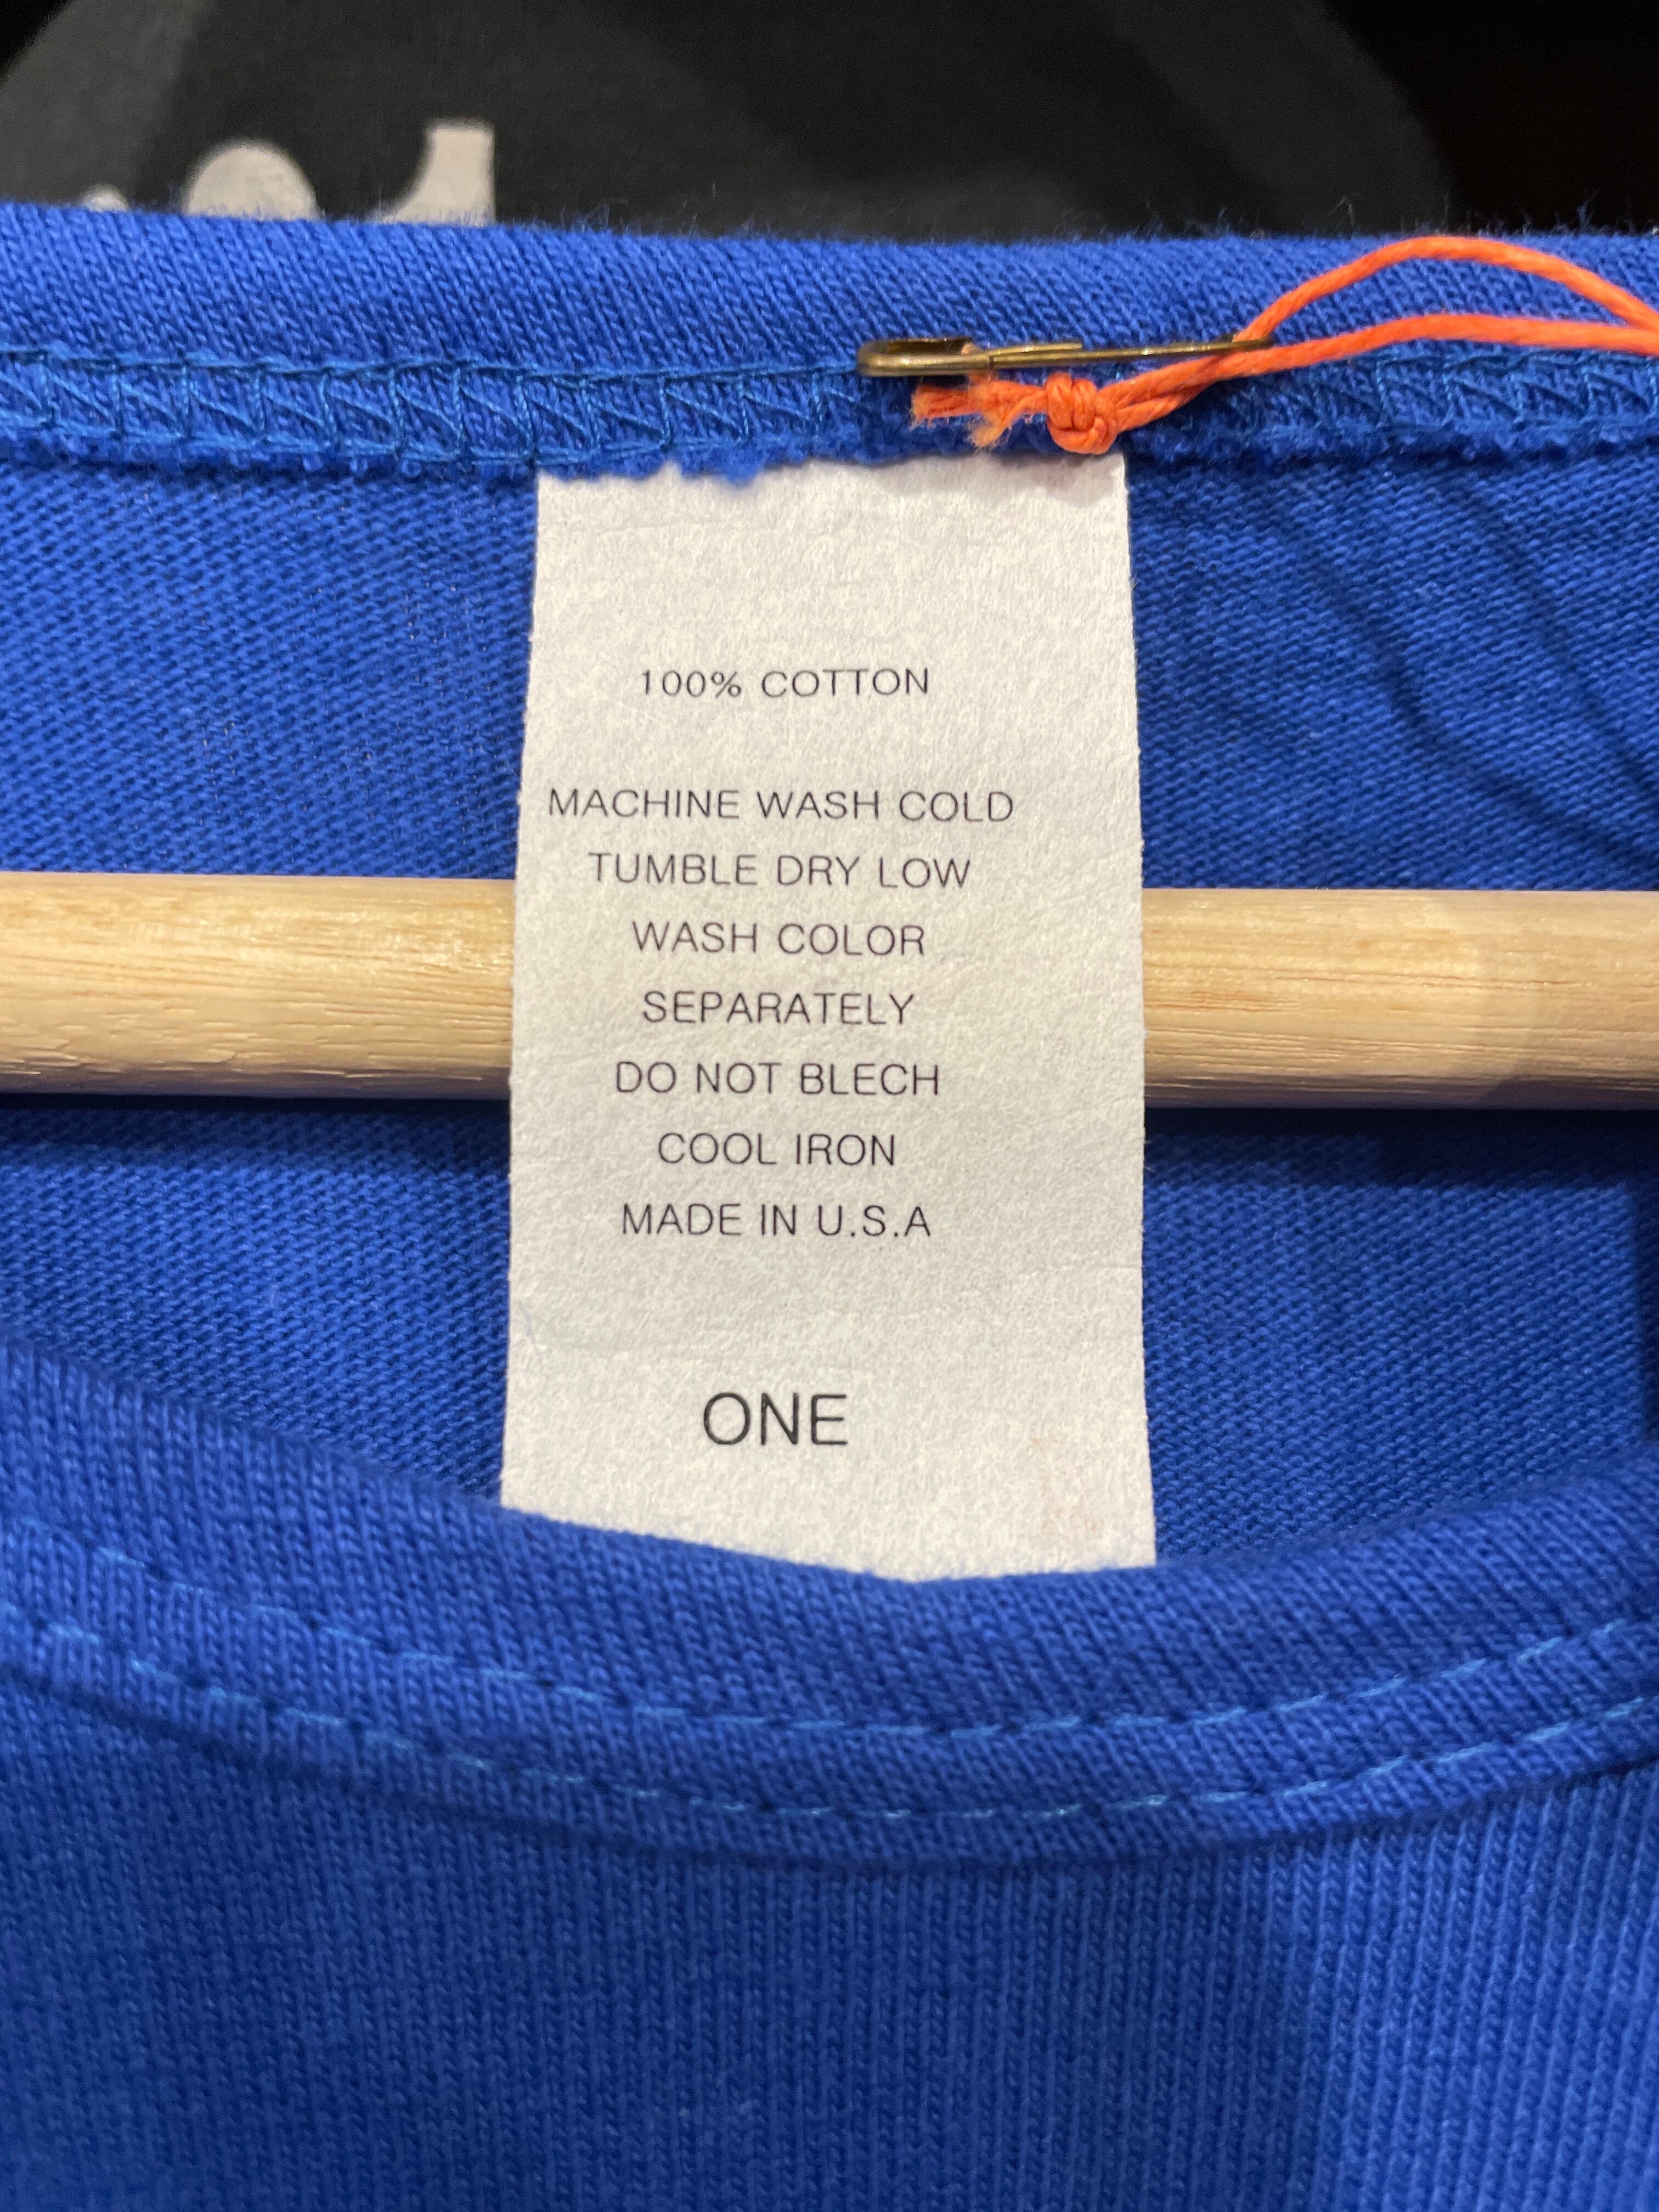 100% COTTON
MACHINE WASH COLD
TUMBLE DRY LOW
WASH COLOR
SEPARATELY
DO NOT BLECH
COOL IRON
MADE IN U.S.A
ONE